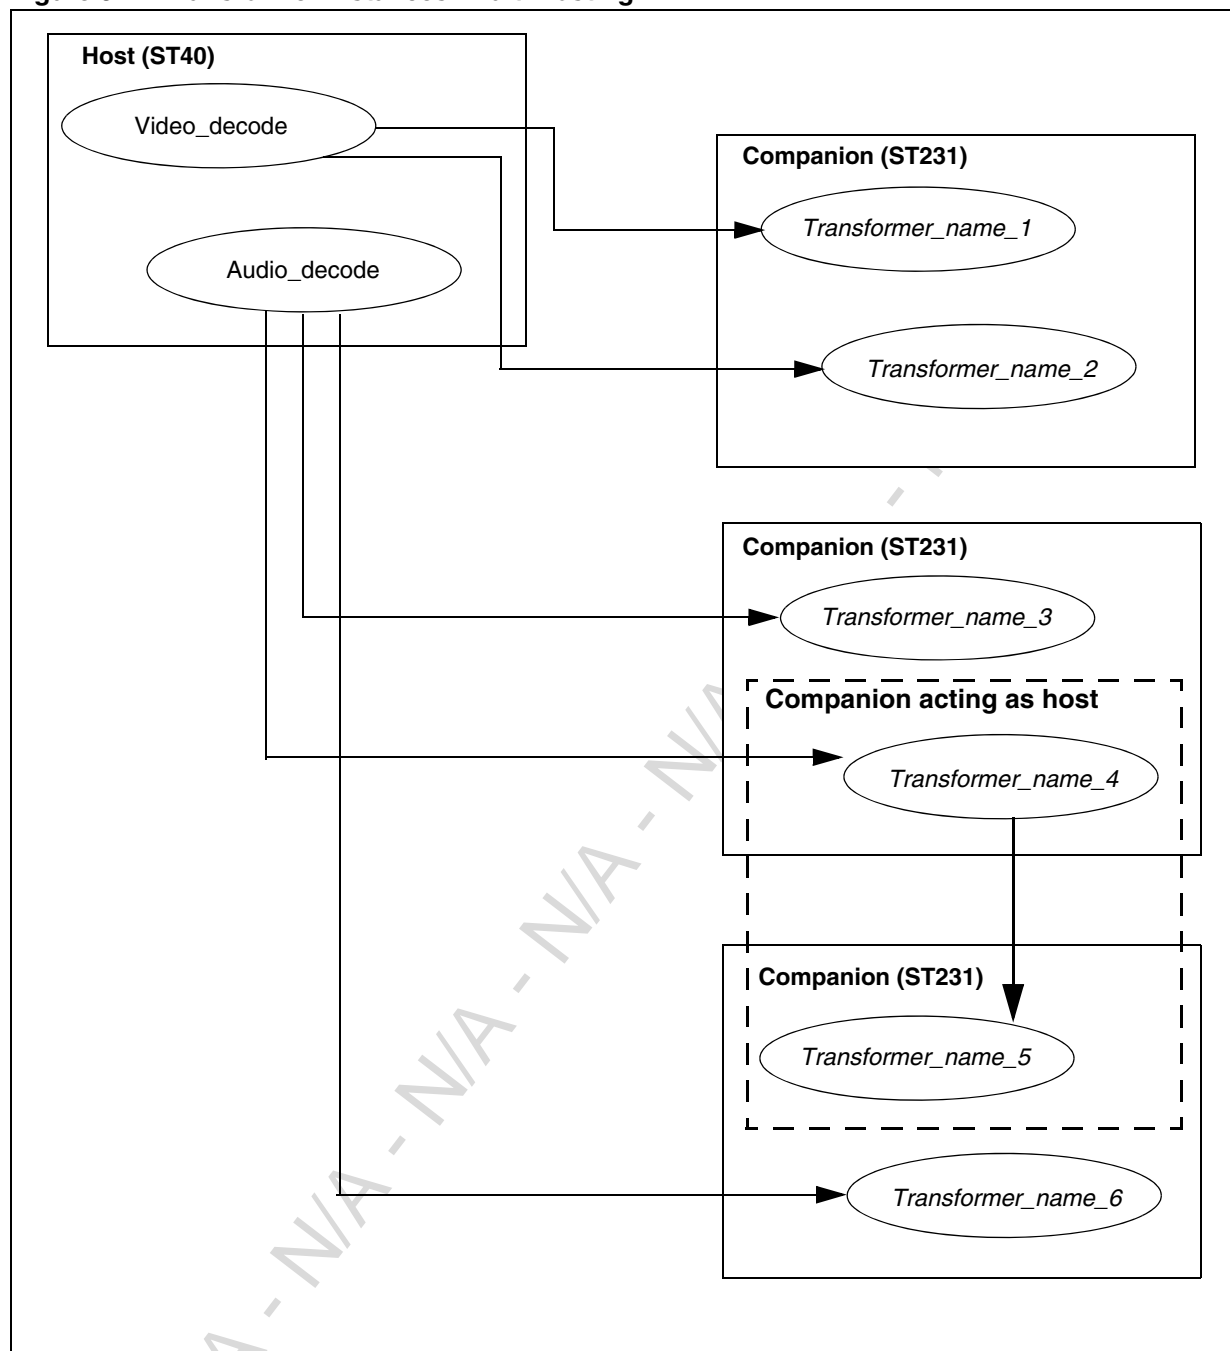 Host (ST40)
Video_decode
Audio_decode
Companion (ST231)
Transformer_name_1
Transformer_name_2
Companion (ST231)
Transformer_name_3
Companion acting as host
Transformer_name_4
Companion (ST231)
Transformer_name_5
Transformer_name_6
A - N/A - N/A - N/A - N/A